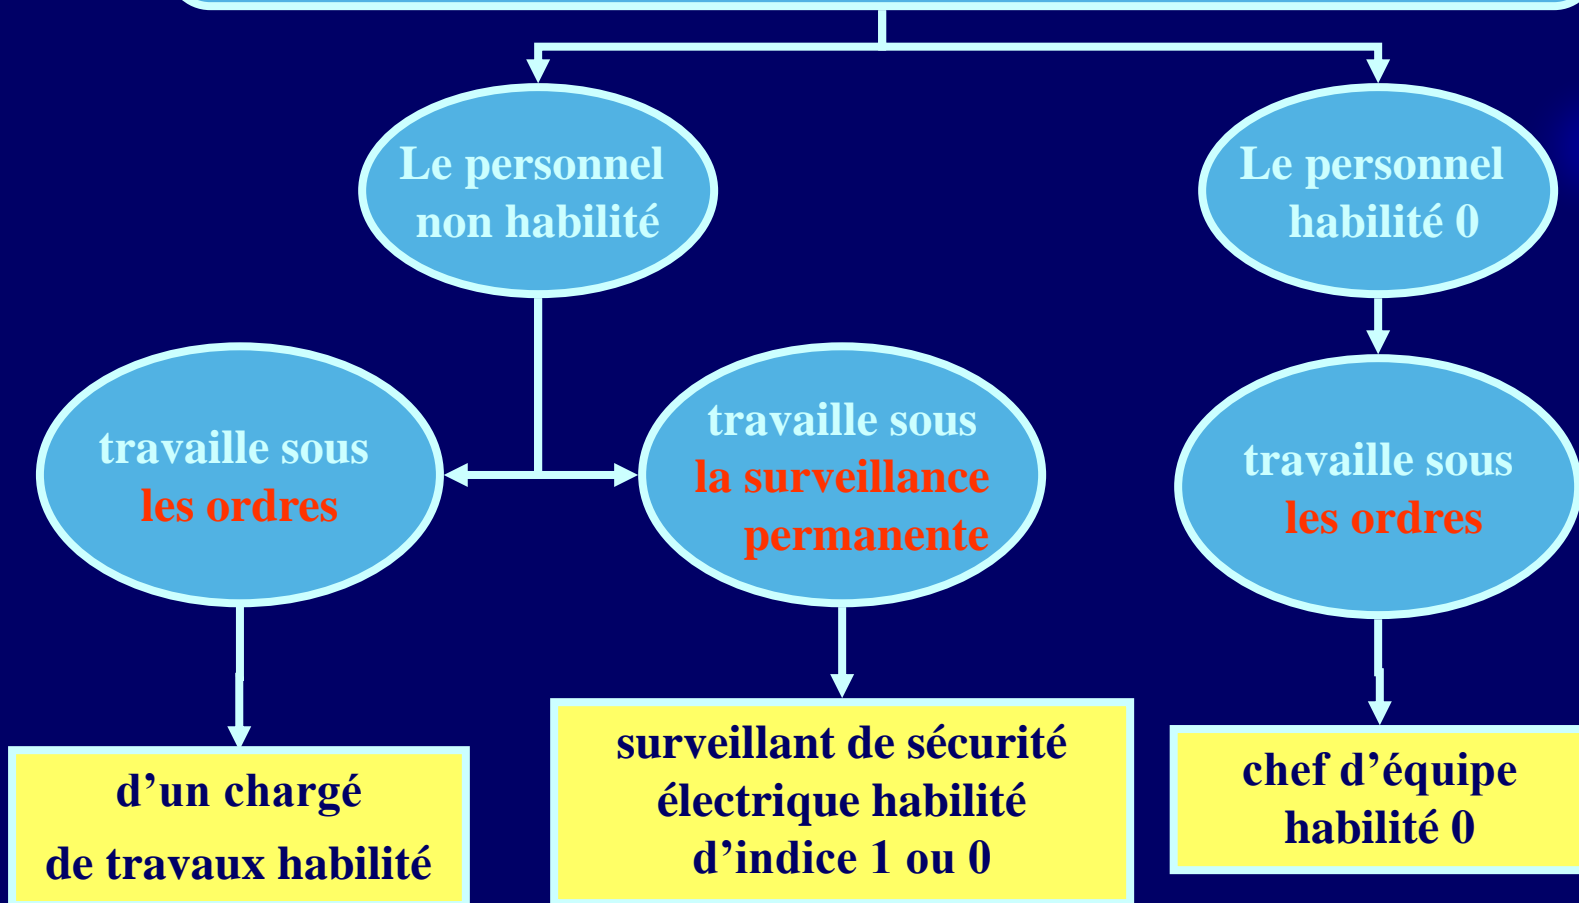 Le personnel
non habilité
Le personnel
habilité 0
travaille sous
les ordres
travaille sous
la surveillance
permanente
travaille sous
les ordres
d’un chargé
de travaux habilité
surveillant de sécurité
électrique habilité
d’indice 1 ou 0
chef d’équipe
habilité 0